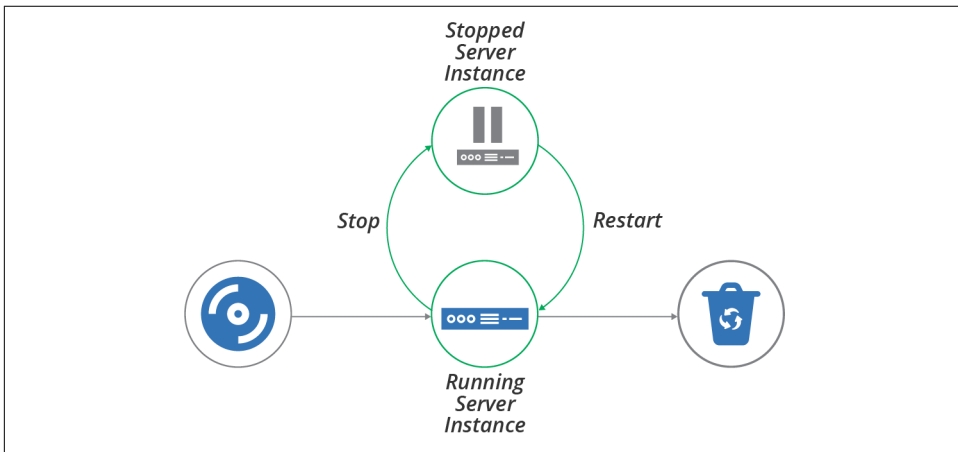 Stopped
Server
Instance
Stop
Restart
Running
Server
Instance